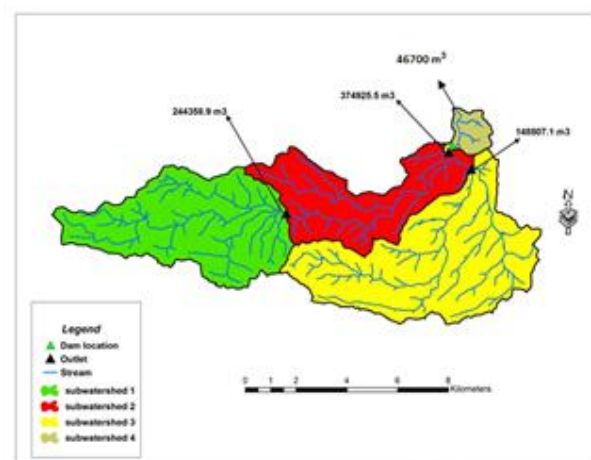 46700 m³
374925.5 m3
244358.9 m3
148807.1 m3
N
Legend
Dam location
Outlet
Stream
subwatershed 1
subwatershed 2
subwatershed 3
subwatershed 4
0 1 2 4 6 8
Kilometers